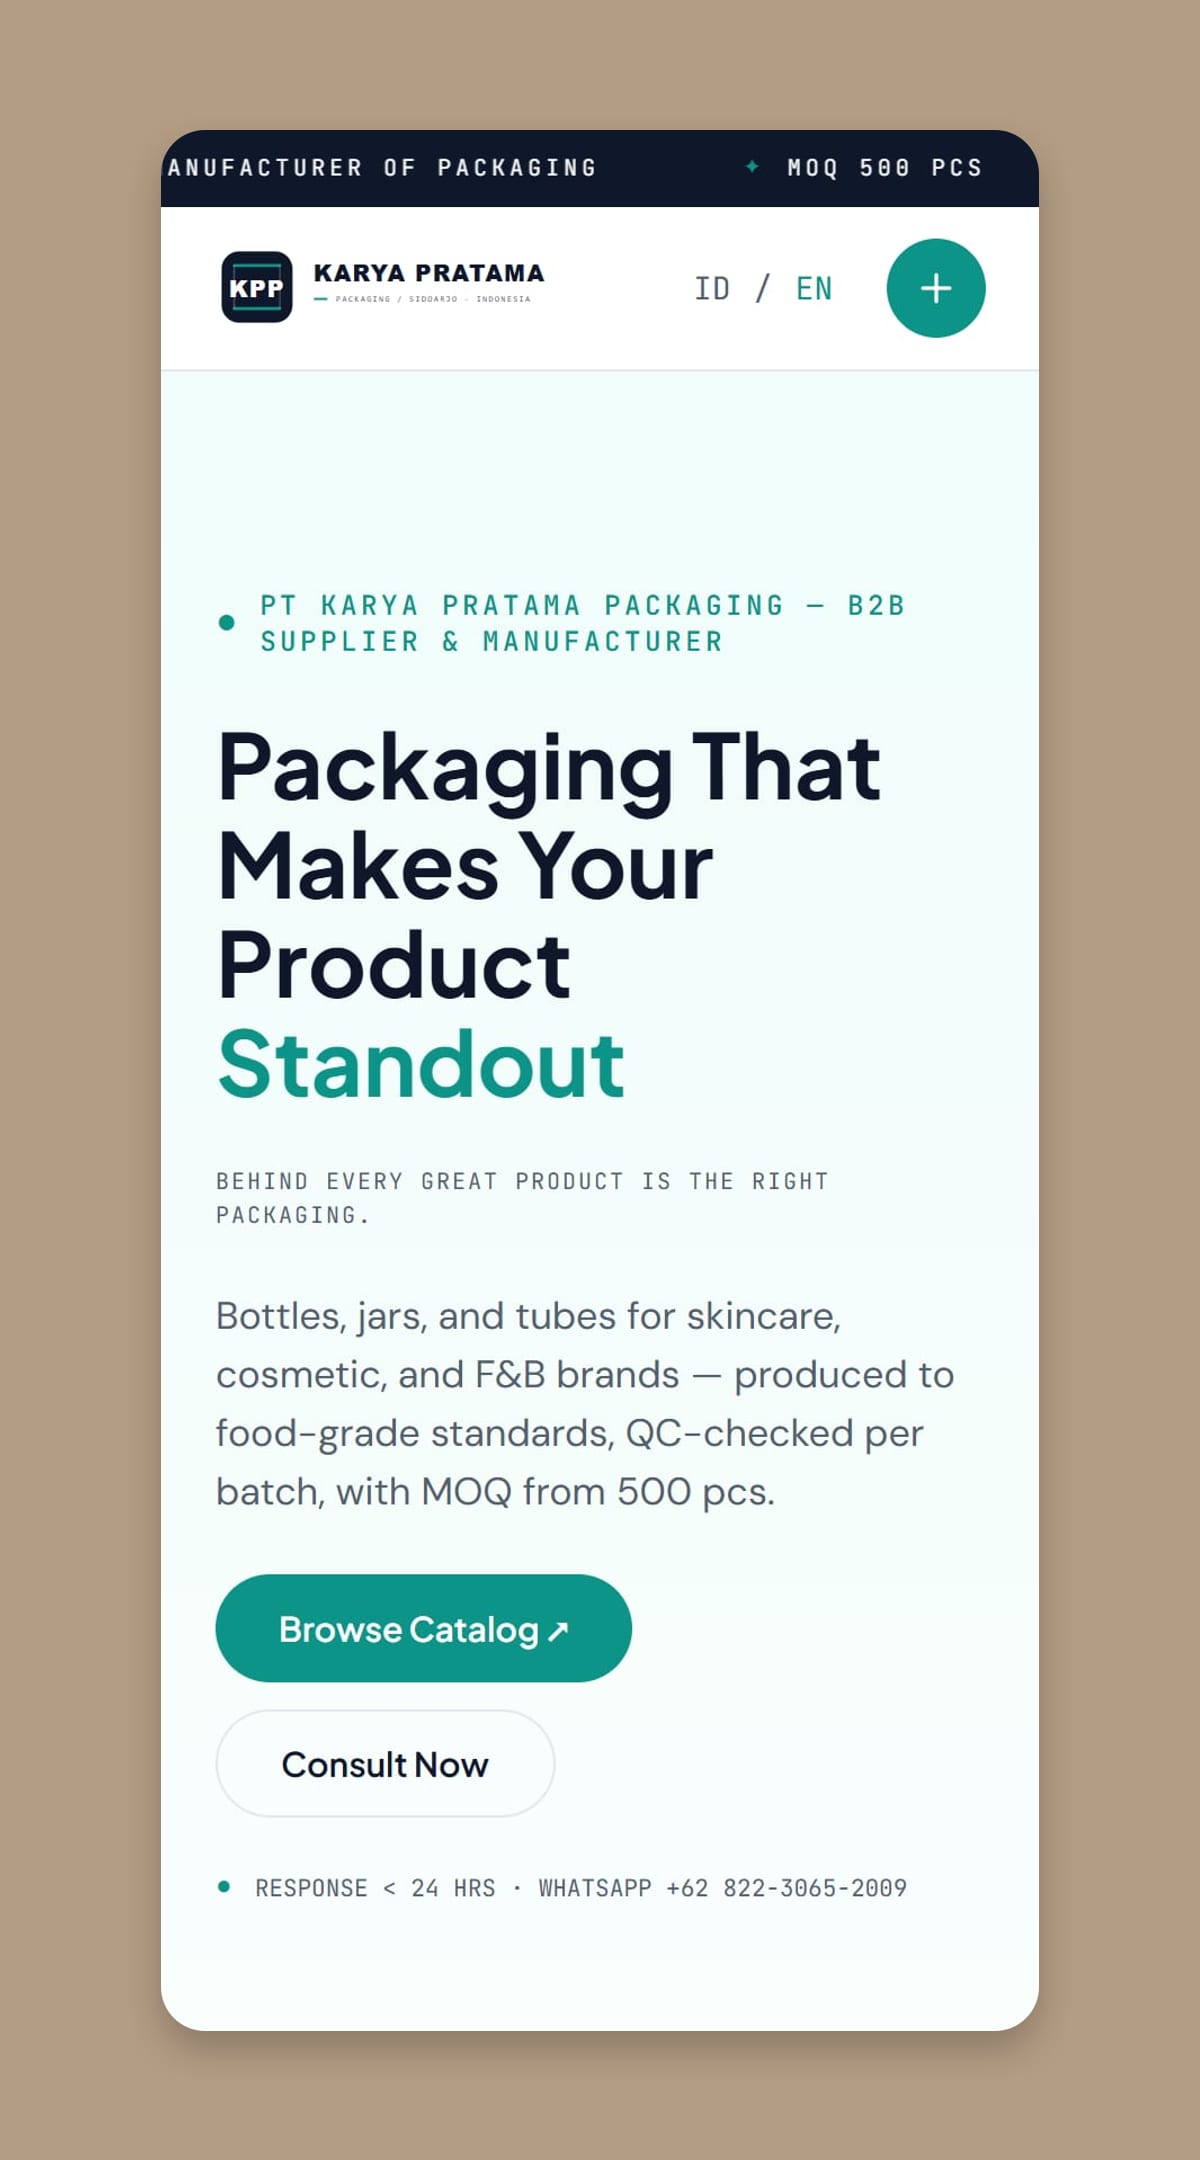 ANUFACTURER OF PACKAGING ✦ MOQ 500 PCS
KPP
KARYA PRATAMA
PACKAGING / SIDOARJO - INDONESIA
ID / EN
PT KARYA PRATAMA PACKAGING — B2B
SUPPLIER & MANUFACTURER
Packaging That
Makes Your
Product
Standout
BEHIND EVERY GREAT PRODUCT IS THE RIGHT
PACKAGING.
Bottles, jars, and tubes for skincare,
cosmetic, and F&B brands — produced to
food-grade standards, QC-checked per
batch, with MOQ from 500 pcs.
Browse Catalog ↗
Consult Now
RESPONSE < 24 HRS · WHATSAPP +62 822-3065-2009